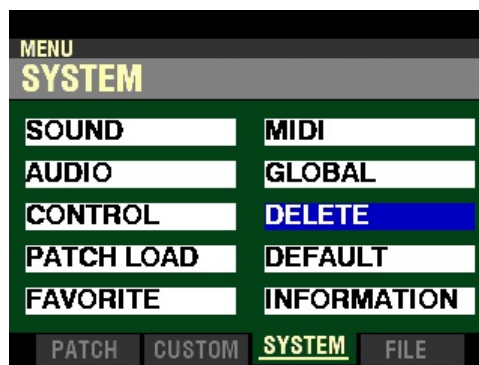 MENU
SYSTEM
SOUND MIDI
AUDIO GLOBAL
CONTROL DELETE
PATCH LOAD DEFAULT
FAVORITE INFORMATION
PATCH CUSTOM SYSTEM FILE